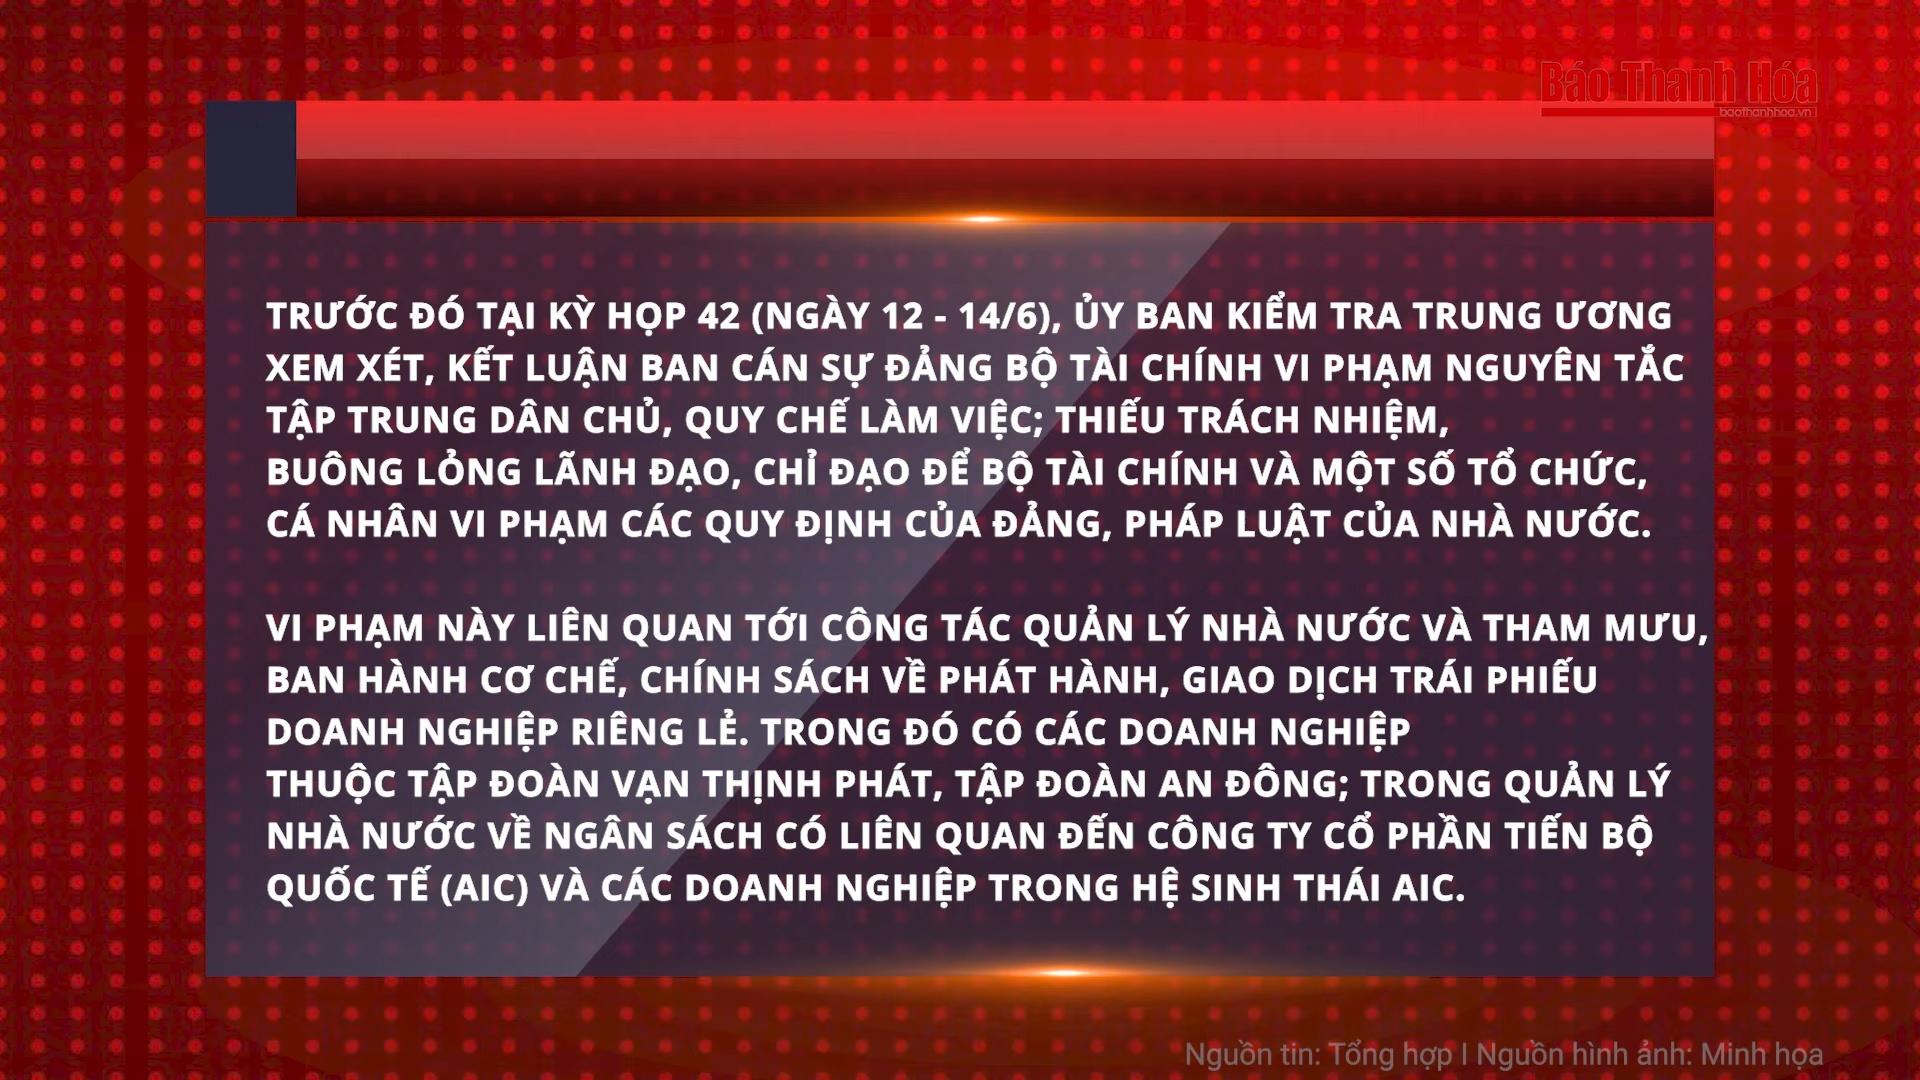 Báo Thanh Hóa
baothanhhoa.vn
TRƯỚC ĐÓ TẠI KỲ HỌP 42 (NGÀY 12 - 14/6), ỦY BAN KIỂM TRA TRUNG ƯƠNG
XEM XÉT, KẾT LUẬN BAN CÁN SỰ ĐẢNG BỘ TÀI CHÍNH VI PHẠM NGUYÊN TẮC
TẬP TRUNG DÂN CHỦ, QUY CHẾ LÀM VIỆC; THIẾU TRÁCH NHIỆM,
BUÔNG LỎNG LÃNH ĐẠO, CHỈ ĐẠO ĐỂ BỘ TÀI CHÍNH VÀ MỘT SỐ TỔ CHỨC,
CÁ NHÂN VI PHẠM CÁC QUY ĐỊNH CỦA ĐẢNG, PHÁP LUẬT CỦA NHÀ NƯỚC.
VI PHẠM NÀY LIÊN QUAN TỚI CÔNG TÁC QUẢN LÝ NHÀ NƯỚC VÀ THAM MƯU,
BAN HÀNH CƠ CHẾ, CHÍNH SÁCH VỀ PHÁT HÀNH, GIAO DỊCH TRÁI PHIẾU
DOANH NGHIỆP RIÊNG LẺ. TRONG ĐÓ CÓ CÁC DOANH NGHIỆP
THUỘC TẬP ĐOÀN VẠN THỊNH PHÁT, TẬP ĐOÀN AN ĐÔNG; TRONG QUẢN LÝ
NHÀ NƯỚC VỀ NGÂN SÁCH CÓ LIÊN QUAN ĐẾN CÔNG TY CỔ PHẦN TIẾN BỘ
QUỐC TẾ (AIC) VÀ CÁC DOANH NGHIỆP TRONG HỆ SINH THÁI AIC.
Nguồn tin: Tổng hợp I Nguồn hình ảnh: Minh họa